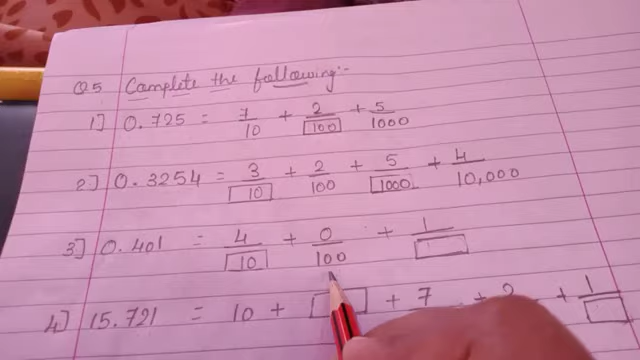 Q5 Complete the following:-
1] 0.725 = 7/10 + 2/100 + 5/1000
2] 0.3254 = 3/10 + 2/100 + 5/1000 + 4/10,000
3] 0.401 = 4/10 + 0/100 + 1/
4] 15.721 = 10 + + 7 + 2 + 1/